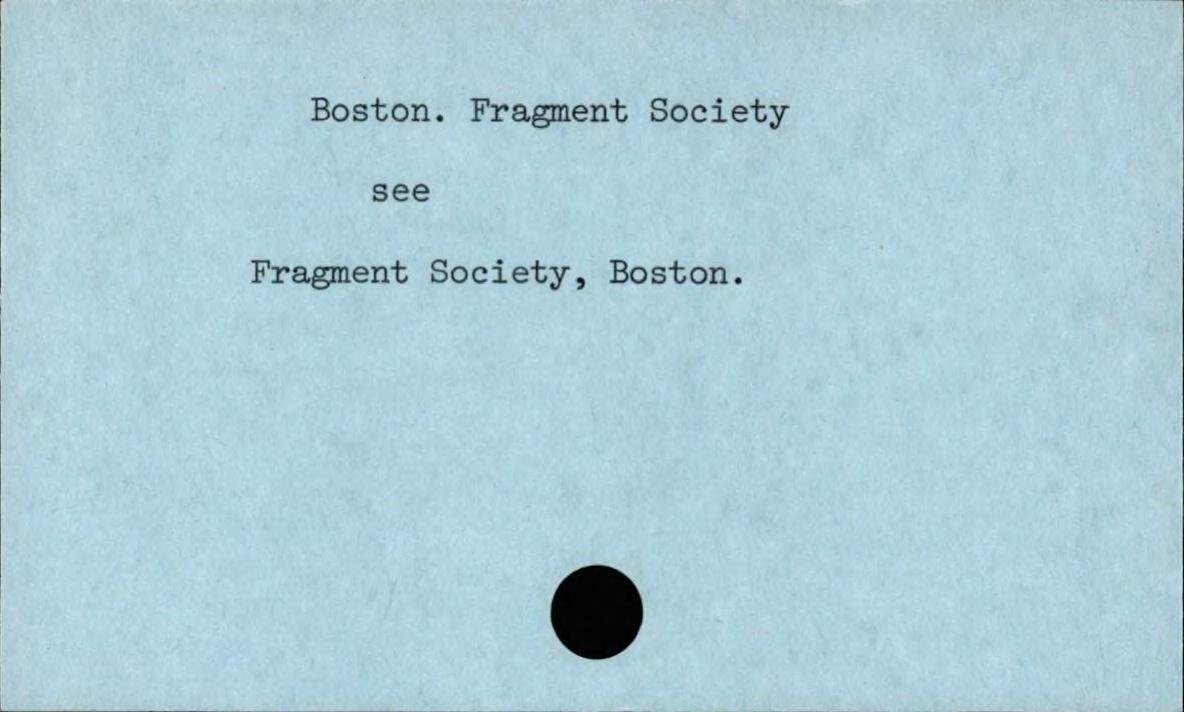 Boston. Fragment Society
see
Fragment Society, Boston.